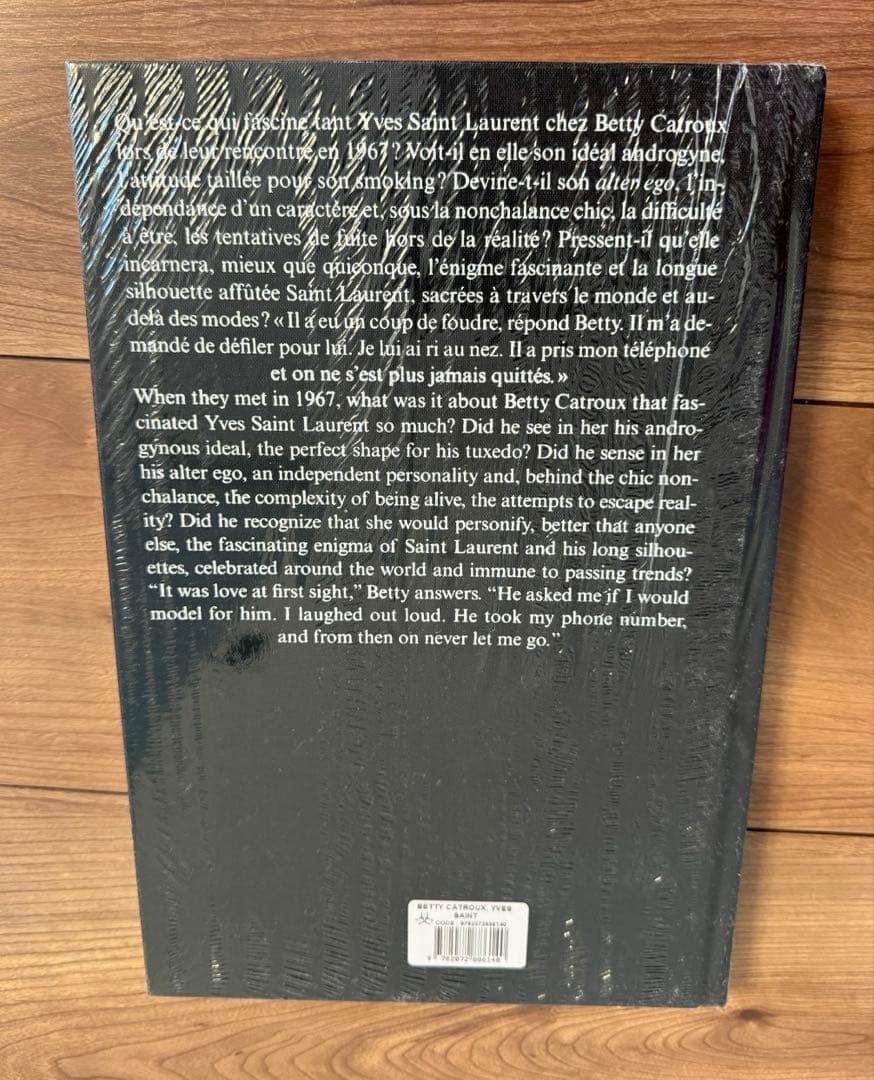 Qu'est-ce qui fascine tant Yves Saint Laurent chez Betty Catroux
lors de leur rencontre en 1967 ? Voit-il en elle son idéal androgyne,
l'attitude taillée pour son smoking ? Devine-t-il son alter ego, l'in-
dépendance d'un caractère et, sous la nonchalance chic, la difficulté
à être, les tentatives de fuite hors de la réalité ? Pressent-il qu'elle
incarnera, mieux que quiconque, l'énigme fascinante et la longue
silhouette affûtée Saint Laurent, sacrées à travers le monde et au-
delà des modes ? « Il a eu un coup de foudre, répond Betty. Il m'a de-
mandé de défiler pour lui. Je lui ai ri au nez. Il a pris mon téléphone
et on ne s'est plus jamais quittés. »
When they met in 1967, what was it about Betty Catroux that fas-
cinated Yves Saint Laurent so much? Did he see in her his andro-
gynous ideal, the perfect shape for his tuxedo? Did he sense in her
his alter ego, an independent personality and, behind the chic non-
chalance, the complexity of being alive, the attempts to escape real-
ity? Did he recognize that she would personify, better that anyone
else, the fascinating enigma of Saint Laurent and his long silhou-
ettes, celebrated around the world and immune to passing trends?
“It was love at first sight,” Betty answers. “He asked me if I would
model for him. I laughed out loud. He took my phone number,
and from then on never let me go.”
BETTY CATROUX, YVES
SAINT
CODE